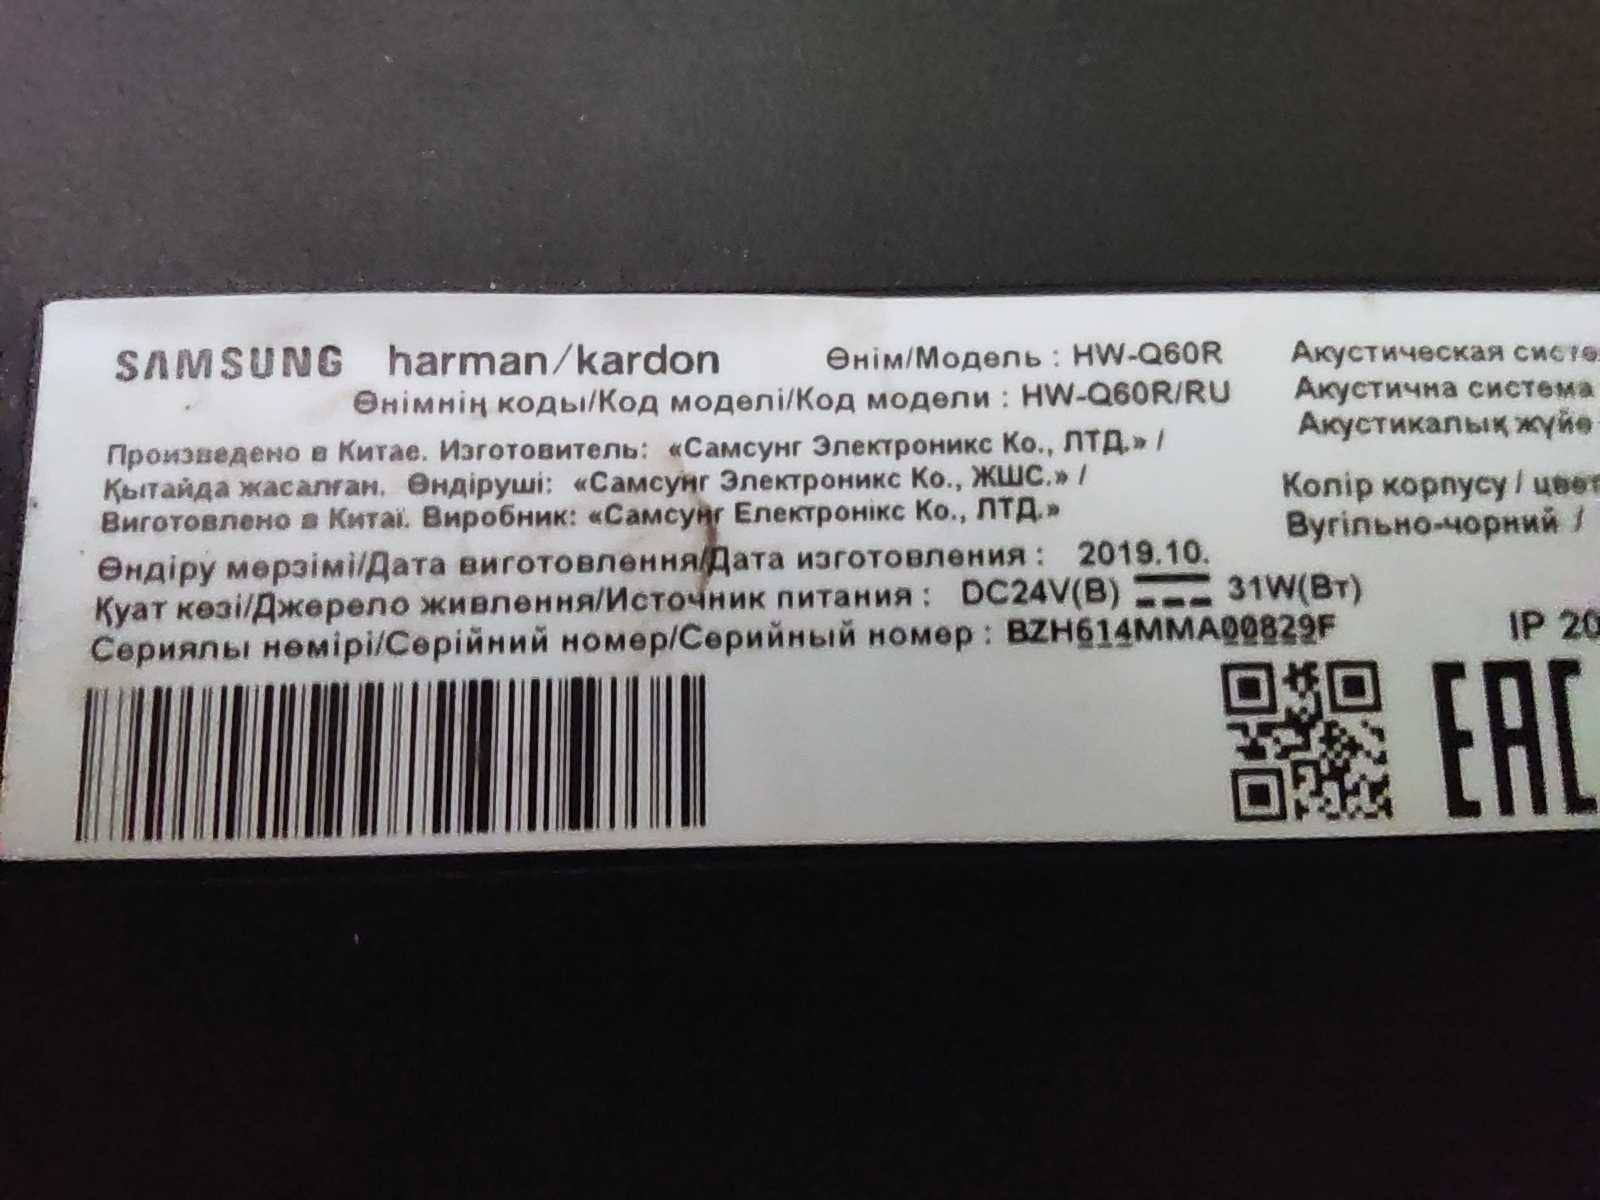 SAMSUNG harman/kardon Өнім/Модель : HW-Q60R
Өнімнің коды/Код моделі/Код модели : HW-Q60R/RU
Произведено в Китае. Изготовитель: «Самсунг Электроникс Ко., ЛТД.» /
Қытайда жасалған. Өндіруші: «Самсунг Электроникс Ко., ЖШС.» /
Виготовлено в Китаї. Виробник: «Самсунг Електронікс Ко., ЛТД.»
Өндіру мерзімі/Дата виготовлення/Дата изготовления : 2019.10.
Қуат көзі/Джерело живлення/Источник питания : DC24V(В) 31W(Вт)
Сериялы нөмірі/Серійний номер/Серийный номер : BZH614MMA00829F
Акустическая систе
Акустична система
Акустикалық жүйе
Колір корпусу / цвет
Вугільно-чорний /
IP 20
EAC